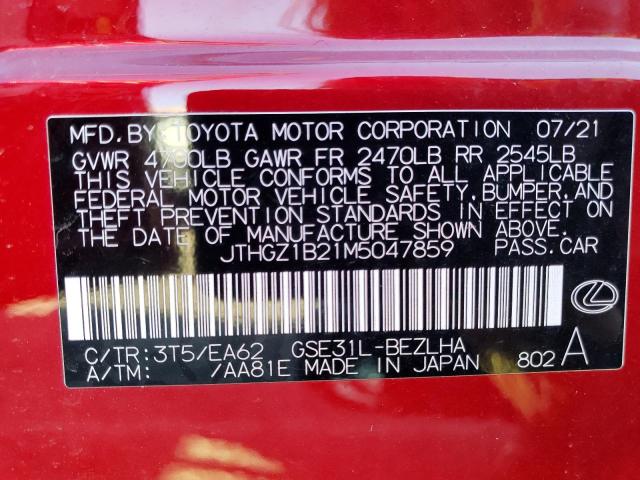 MFD. BY TOYOTA MOTOR CORPORATION 07/21
GVWR 4700LB GAWR FR 2470LB RR 2545LB
THIS VEHICLE CONFORMS TO ALL APPLICABLE
FEDERAL MOTOR VEHICLE SAFETY, BUMPER, AND
THEFT PREVENTION STANDARDS IN EFFECT ON
THE DATE OF MANUFACTURE SHOWN ABOVE.
JTHGZ1B21M5047859 PASS.CAR
C/TR: 3T5/EA62 GSE31L-BEZLHA
A/TM: /AA81E MADE IN JAPAN 802 A